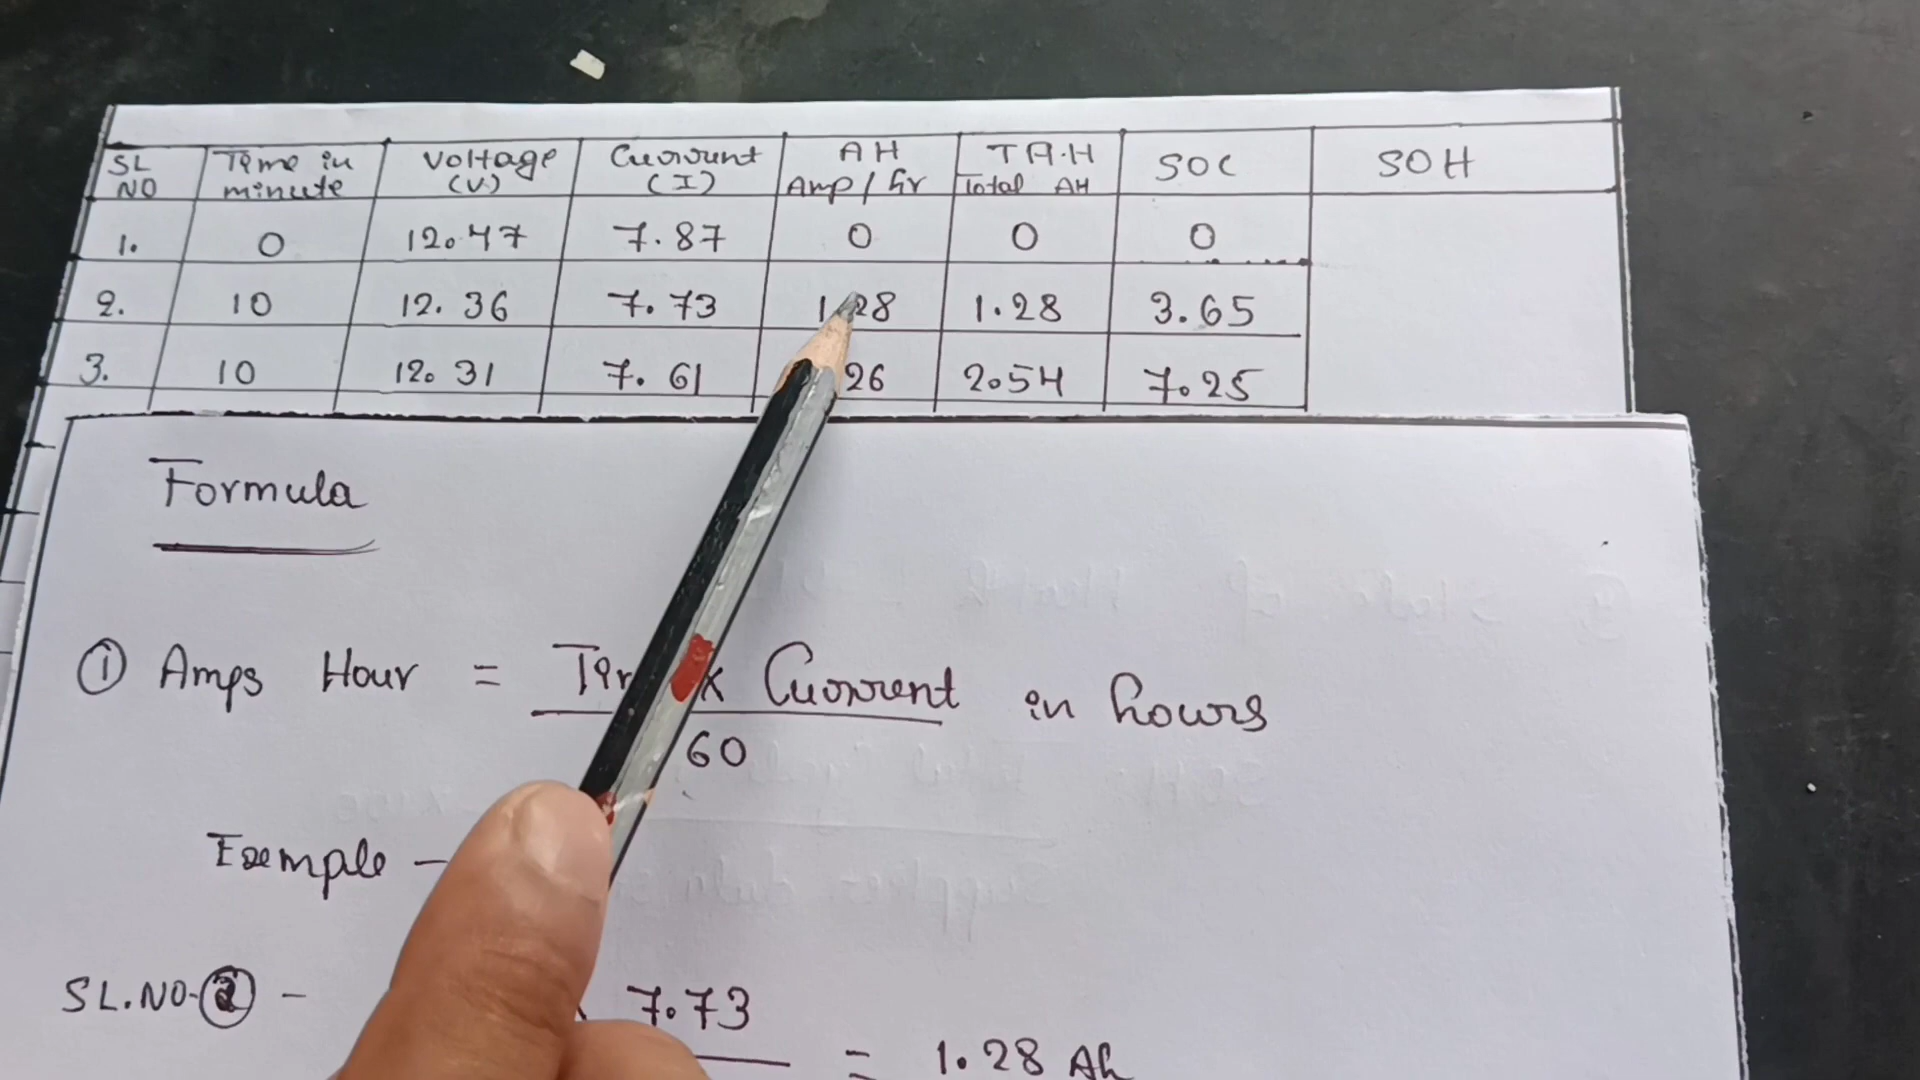 SL NO Time in minute Voltage (V) Current (I) AH Amp/hr T A.H Total AH SOC SOH
1. 0 12.47 7.87 0 0 0
2. 10 12.36 7.73 1.28 1.28 3.65
3. 10 12.31 7.61 26 2.54 7.25
Formula
① Amps Hour = x Current in hours
60
Exemple –
SL.NO-② – 7.73
= 1.28 Ah